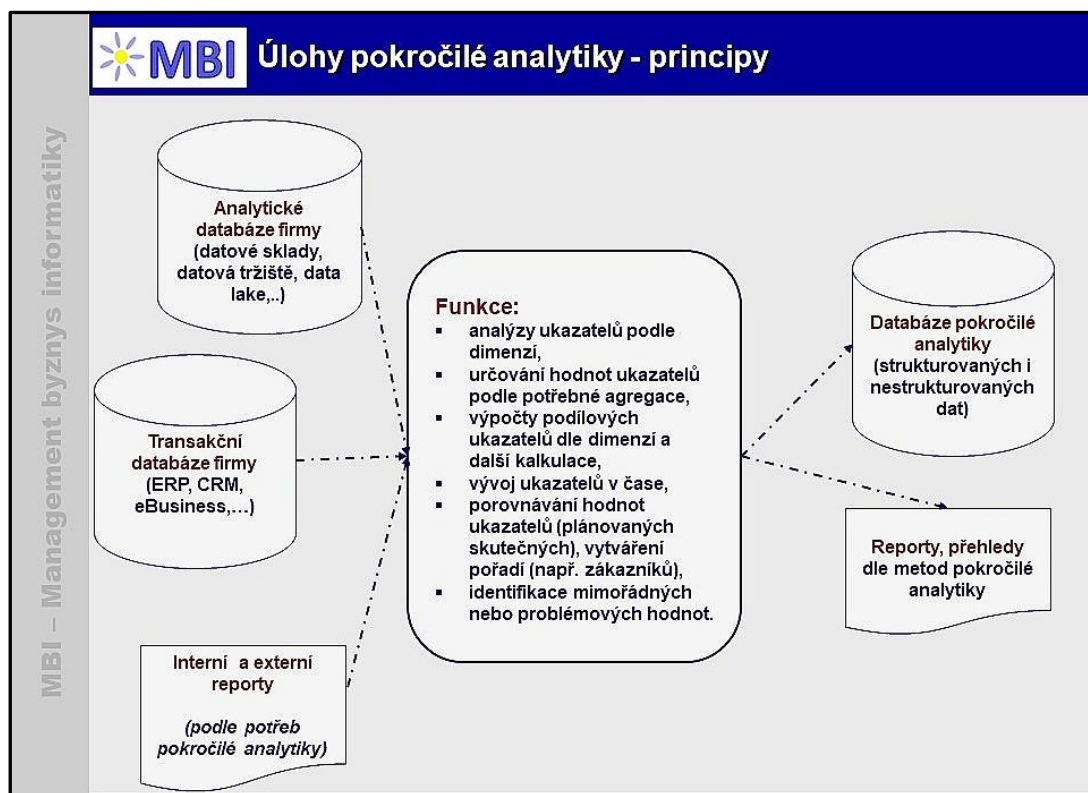 MBI
Úlohy pokročilé analytiky - principy
MBI – Management byznys informatiky
Analytické
databáze firmy
(datové sklady,
datová tržiště, data
lake,..)
Transakční
databáze firmy
(ERP, CRM,
eBusiness,…)
Interní a externí
reporty
(podle potřeb
pokročilé analytiky)
Funkce:
▪ analýzy ukazatelů podle
dimenzí,
▪ určování hodnot ukazatelů
podle potřebné agregace,
▪ výpočty podílových
ukazatelů dle dimenzí a
další kalkulace,
▪ vývoj ukazatelů v čase,
▪ porovnávání hodnot
ukazatelů (plánovaných
skutečných), vytváření
pořadí (např. zákazníků),
▪ identifikace mimořádných
nebo problémových hodnot.
Databáze pokročilé
analytiky
(strukturovaných i
nestrukturovaných
dat)
Reporty, přehledy
dle metod pokročilé
analytiky